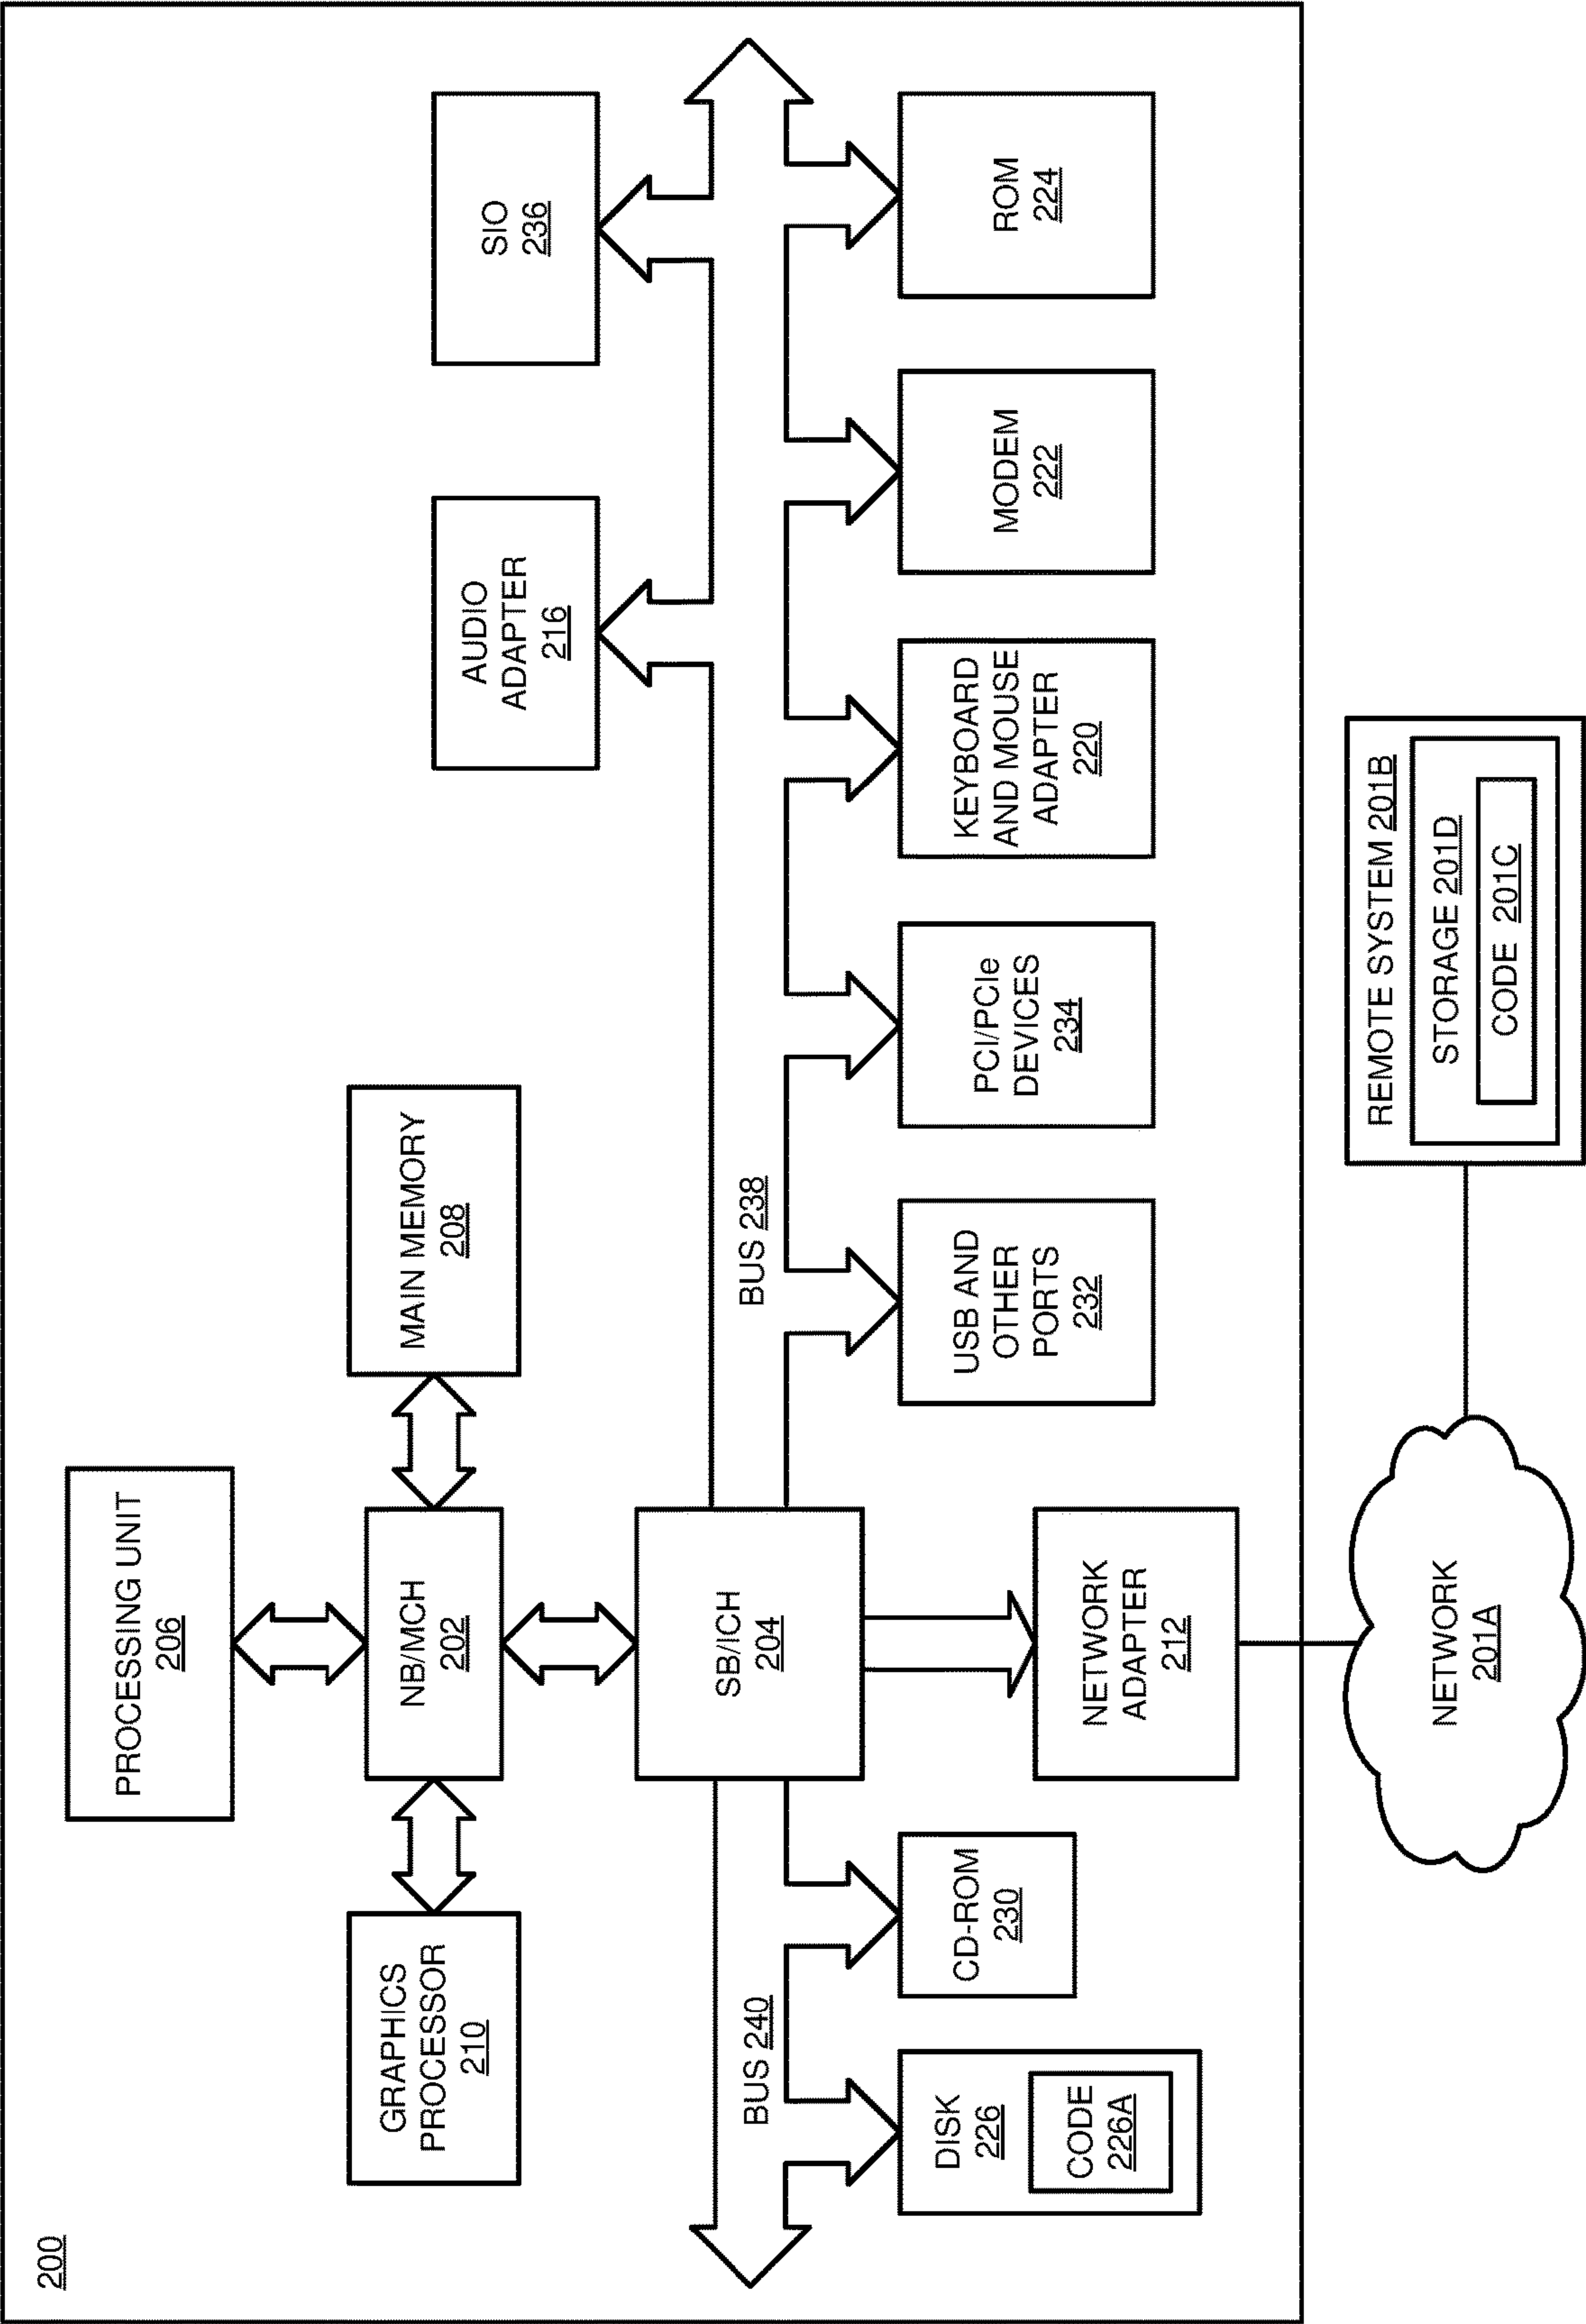 200
PROCESSING UNIT
206
GRAPHICS
PROCESSOR
210
NB/MCH
202
MAIN MEMORY
208
AUDIO
ADAPTER
216
SIO
236
SB/ICH
204
BUS 240
BUS 238
DISK
226
CODE
226A
CD-ROM
230
NETWORK
ADAPTER
212
USB AND
OTHER
PORTS
232
PCI/PCIe
DEVICES
234
KEYBOARD
AND MOUSE
ADAPTER
220
MODEM
222
ROM
224
NETWORK
201A
REMOTE SYSTEM 201B
STORAGE 201D
CODE 201C